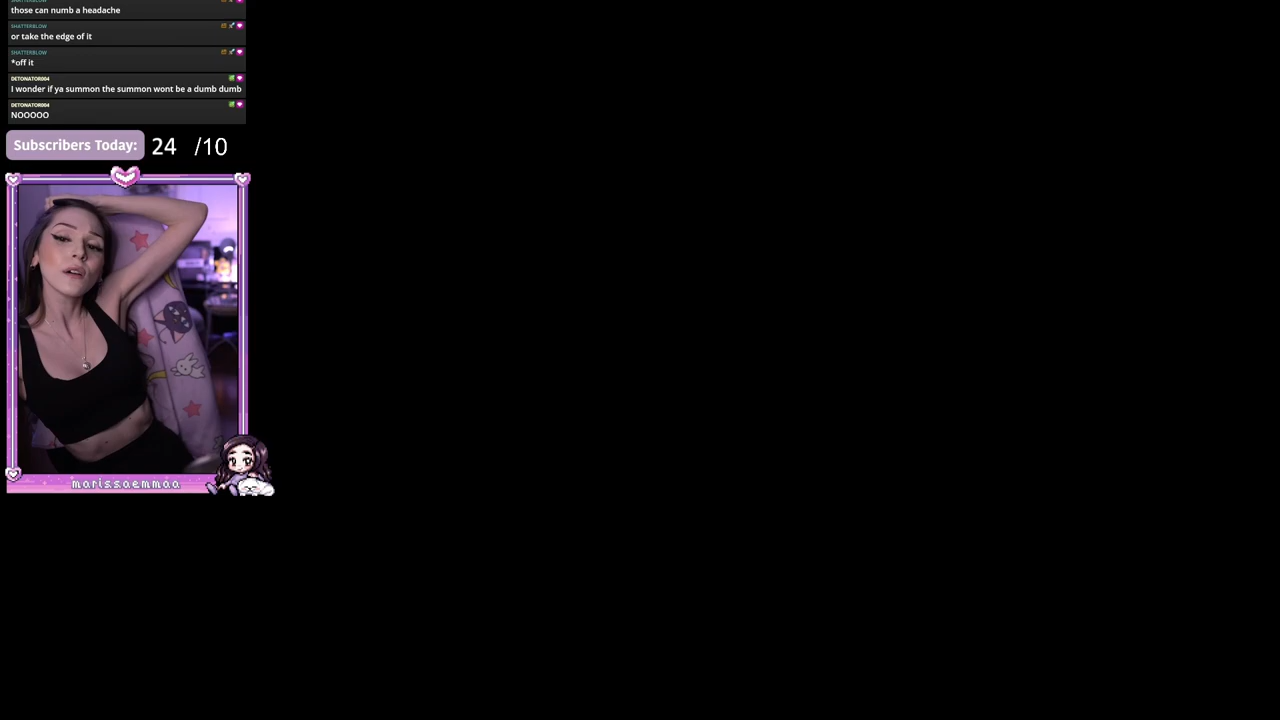 those can numb a headache
SHATTERBLOW
or take the edge of it
SHATTERBLOW
*off it
DETONATOR004
I wonder if ya summon the summon wont be a dumb dumb
DETONATOR004
NOOOOO
Subscribers Today: 24 /10
marissaemmaa